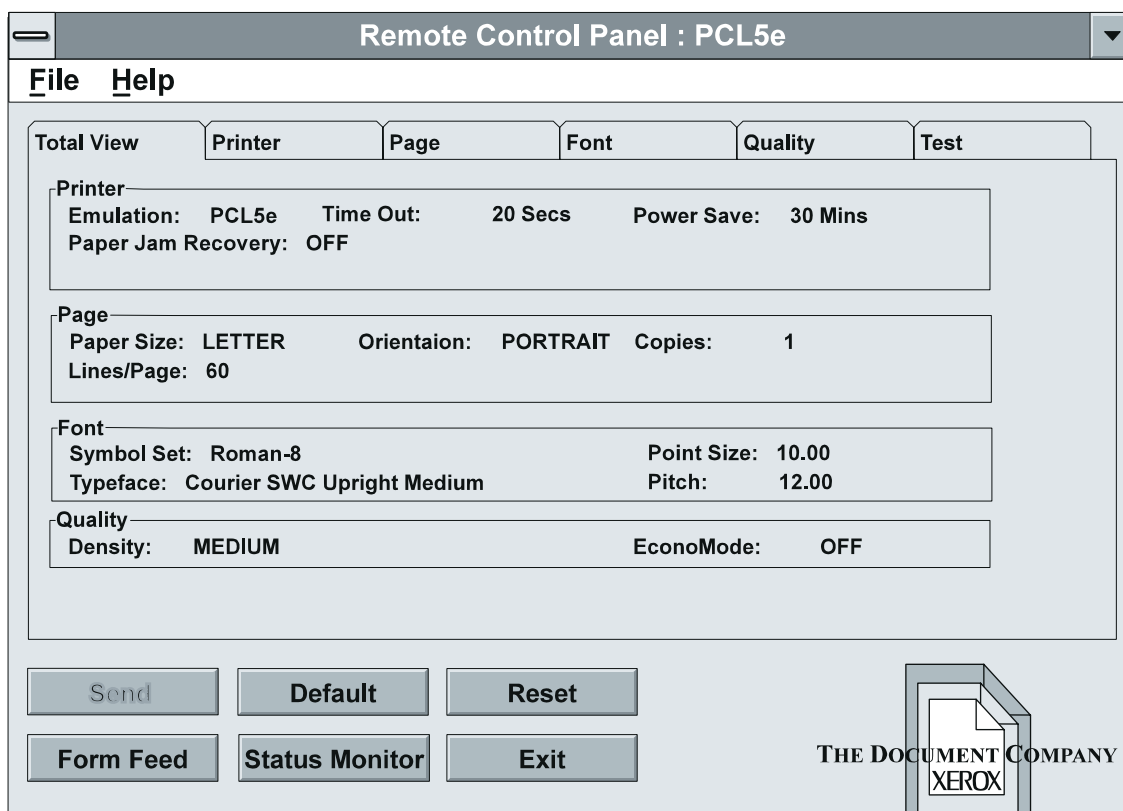 Remote Control Panel : PCL5e
File Help
Total View Printer Page Font Quality Test
Printer
Emulation: PCL5e Time Out: 20 Secs Power Save: 30 Mins
Paper Jam Recovery: OFF
Page
Paper Size: LETTER Orientaion: PORTRAIT Copies: 1
Lines/Page: 60
Font
Symbol Set: Roman-8 Point Size: 10.00
Typeface: Courier SWC Upright Medium Pitch: 12.00
Quality
Density: MEDIUM EconoMode: OFF
Send Default Reset
Form Feed Status Monitor Exit
THE DOCUMENT COMPANY
XEROX